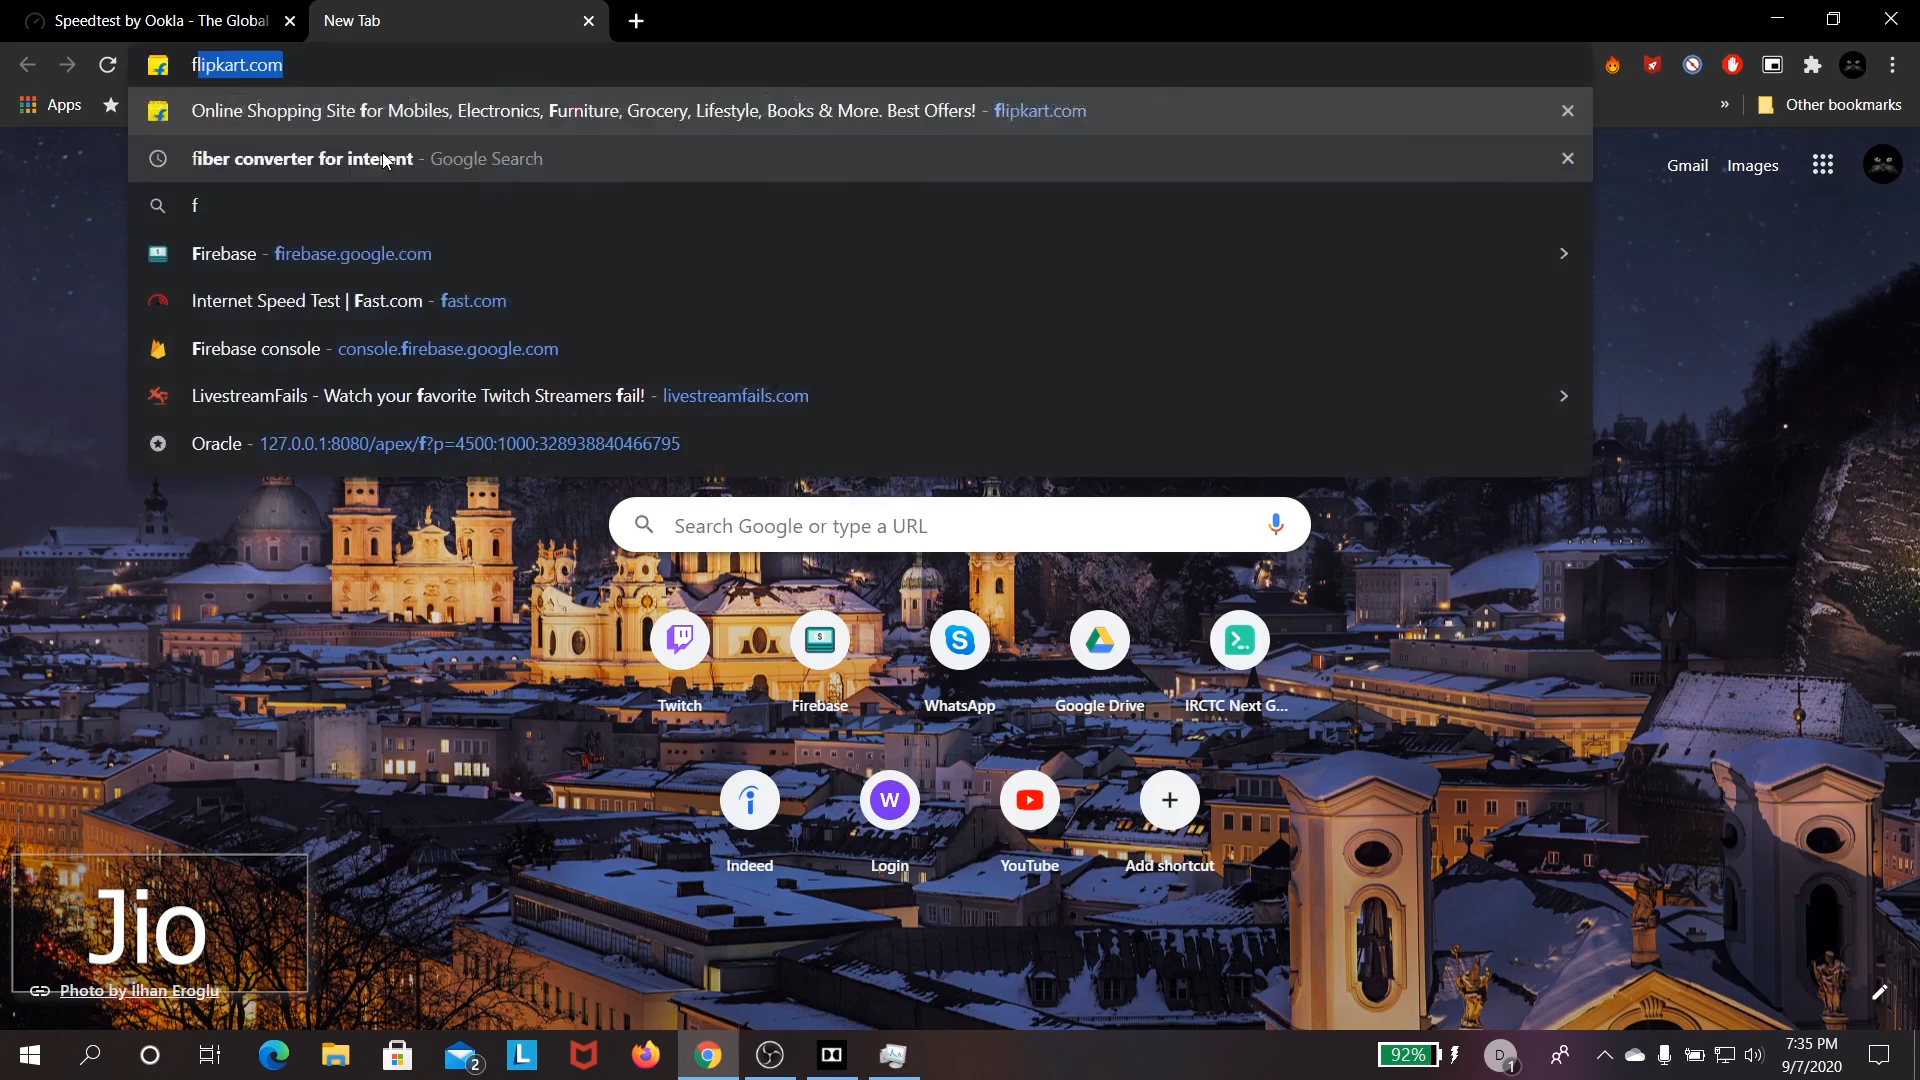 Speedtest by Ookla - The Global
New Tab
flipkart.com
Apps
Other bookmarks
Online Shopping Site for Mobiles, Electronics, Furniture, Grocery, Lifestyle, Books & More. Best Offers! - flipkart.com
fiber converter for internt - Google Search
Gmail Images
f
Firebase - firebase.google.com
Internet Speed Test | Fast.com - fast.com
Firebase console - console.firebase.google.com
LivestreamFails - Watch your favorite Twitch Streamers fail! - livestreamfails.com
Oracle - 127.0.0.1:8080/apex/f?p=4500:1000:328938840466795
Search Google or type a URL
Twitch
Firebase
WhatsApp
Google Drive
IRCTC Next G...
W
Indeed
Login
YouTube
Add shortcut
Jio
Photo by Ilhan Eroglu
2
L
92%
D
1
7:35 PM
9/7/2020